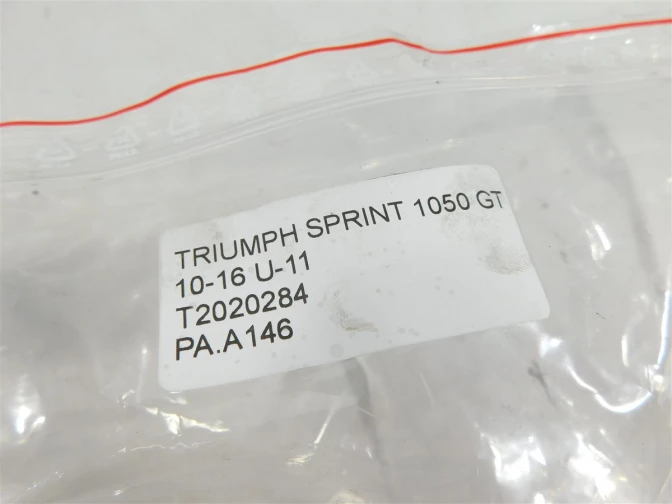 TRIUMPH SPRINT 1050 GT
10-16 U-11
T2020284
PA.A146